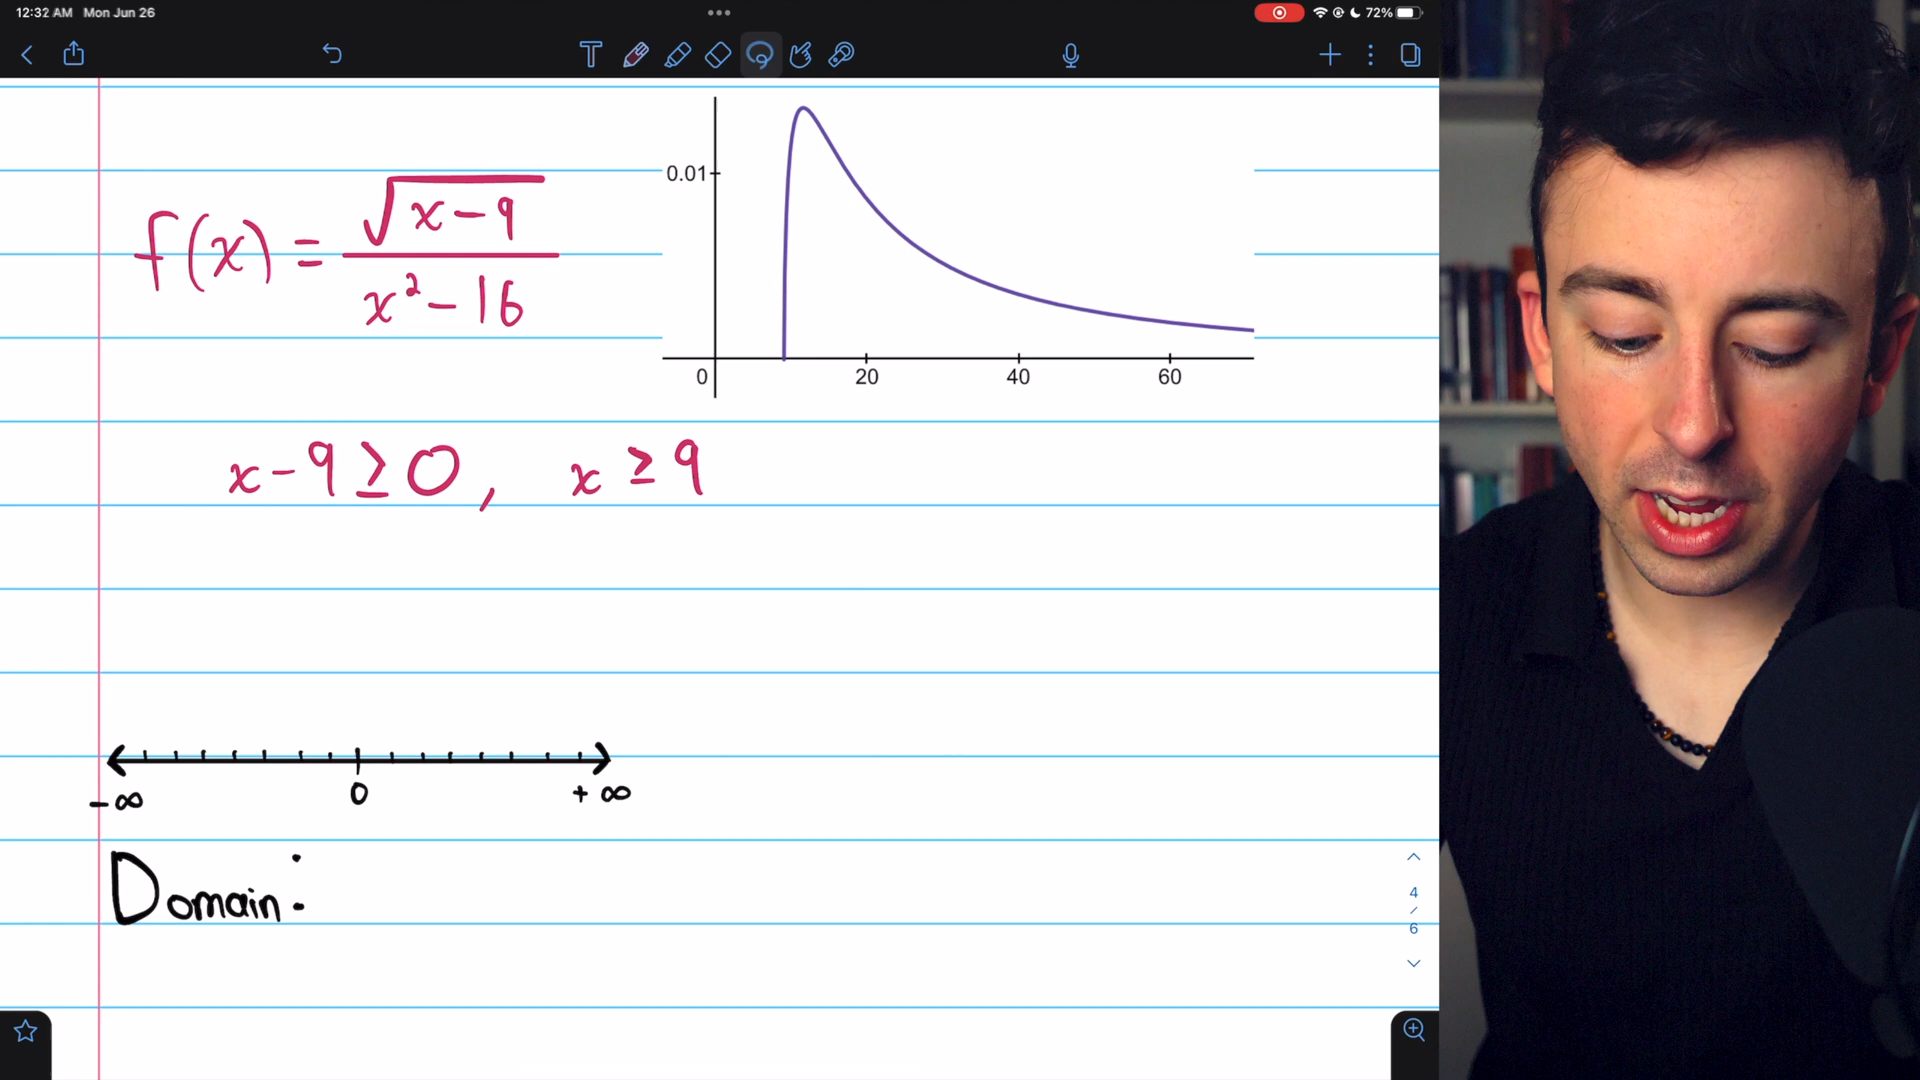 12:32 AM Mon Jun 26
72%
0.01
f(x) = √(x-9) / (x²-16)
0 20 40 60
x-9≥0, x≥9
-∞ 0 +∞
Domain:
4
/
6